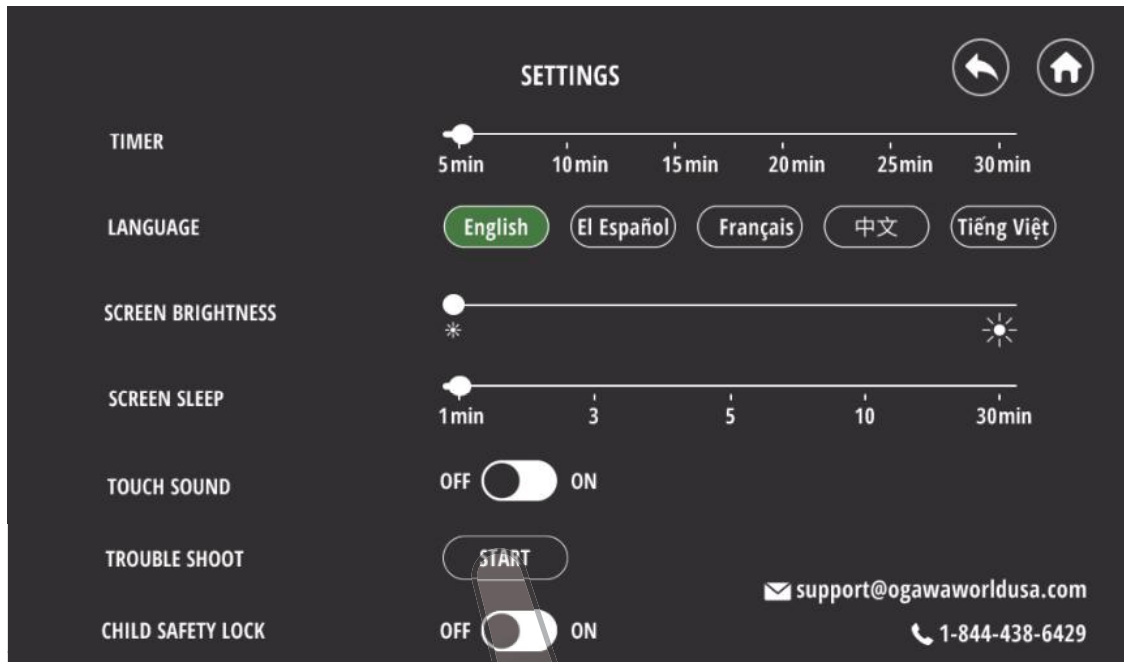 SETTINGS
TIMER
5min 10min 15min 20min 25min 30min
LANGUAGE English El Español Français 中文 Tiếng Việt
SCREEN BRIGHTNESS
SCREEN SLEEP
1min 3 5 10 30min
TOUCH SOUND OFF ON
TROUBLE SHOOT START
support@ogawaworldusa.com
CHILD SAFETY LOCK OFF ON
1-844-438-6429